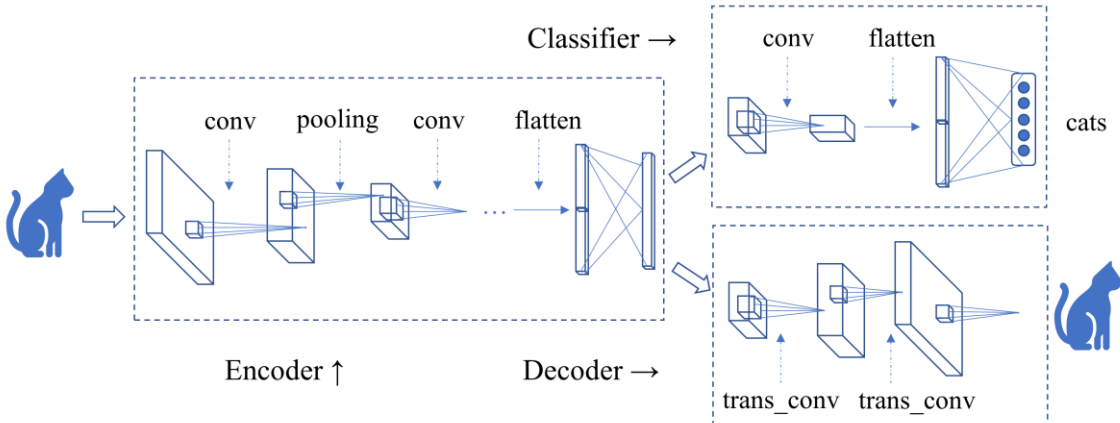 Classifier →
conv
flatten
cats
conv
pooling
conv
flatten
...
Encoder ↑
Decoder →
trans_conv
trans_conv